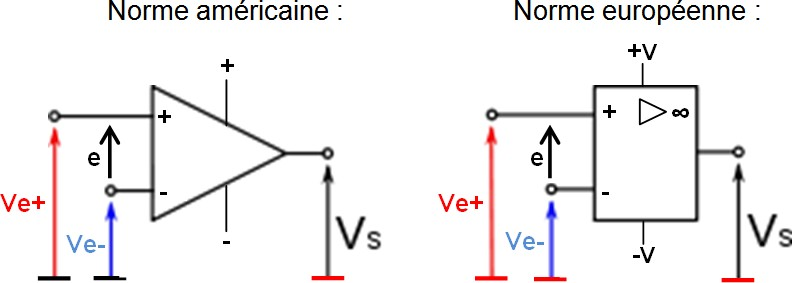 Norme américaine :
+
+
e
-
Ve+
Ve-
-
Vs
Norme européenne :
+V
+ ▷ ∞
e
-
Ve+
Ve-
-V
Vs